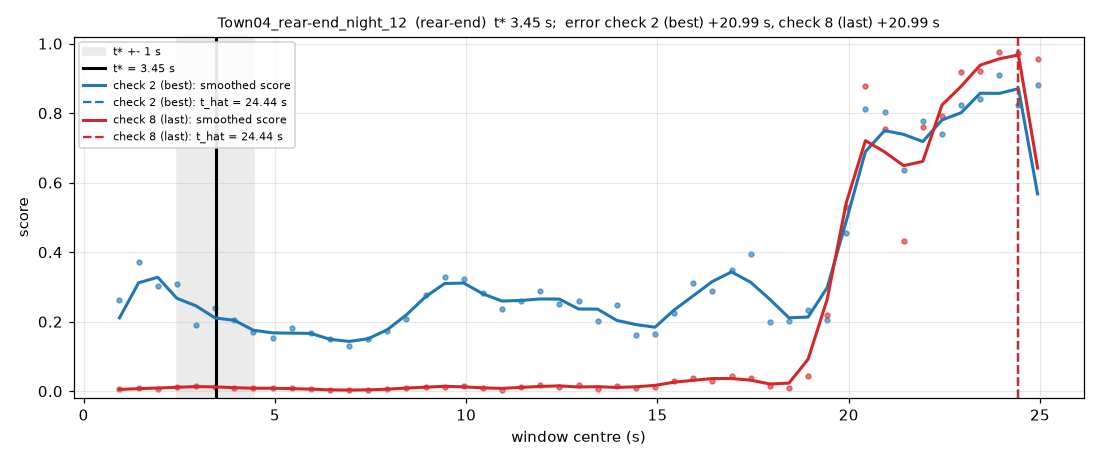 Town04_rear-end_night_12  (rear-end)  t* 3.45 s;  error check 2 (best) +20.99 s, check 8 (last) +20.99 s
t* +- 1 s
t* = 3.45 s
check 2 (best): smoothed score
check 2 (best): t_hat = 24.44 s
check 8 (last): smoothed score
check 8 (last): t_hat = 24.44 s
1.0
0.8
0.6
0.4
0.2
0.0
score
0 5 10 15 20 25
window centre (s)